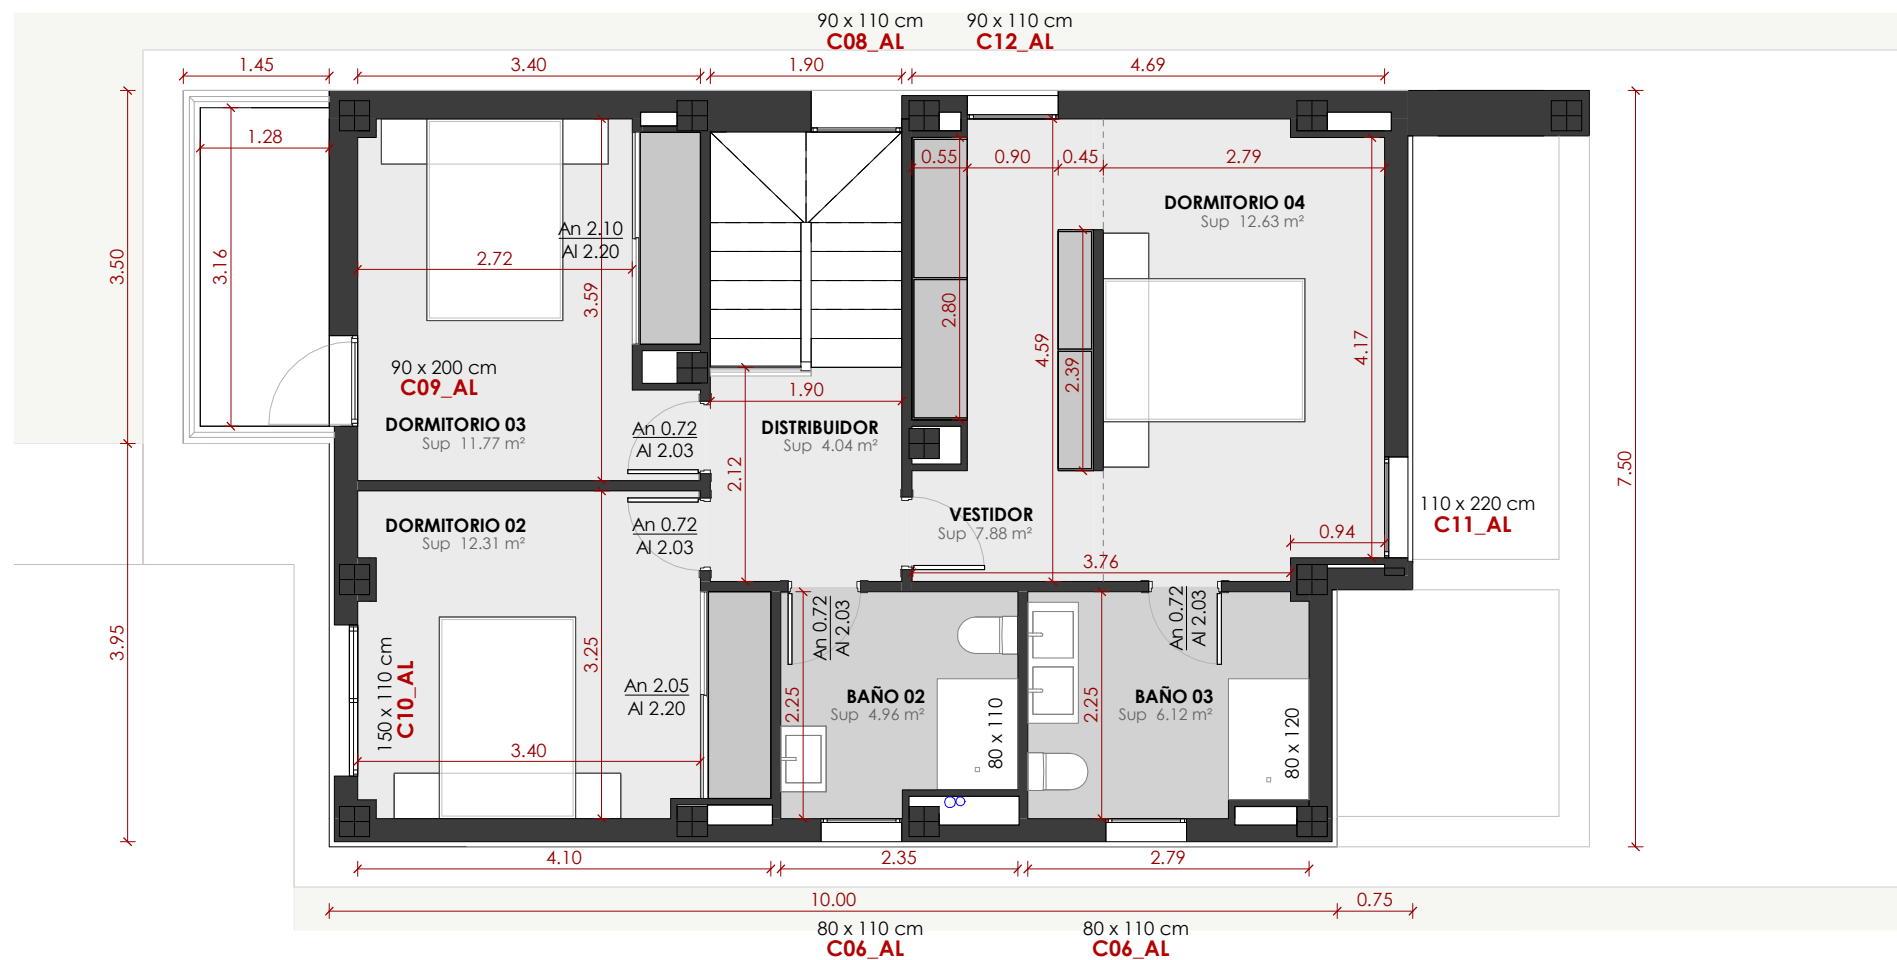 90 x 110 cm
C08_AL
90 x 110 cm
C12_AL
1.45
3.40
1.90
4.69
1.28
3.16
3.50
3.95
An 2.10
Al 2.20
2.72
3.59
90 x 200 cm
C09_AL
DORMITORIO 03
Sup 11.77 m²
An 0.72
Al 2.03
1.90
DISTRIBUIDOR
Sup 4.04 m²
2.12
0.55
0.90
0.45
2.79
DORMITORIO 04
Sup 12.63 m²
2.80
4.59
2.39
4.17
7.50
110 x 220 cm
C11_AL
0.94
VESTIDOR
Sup 7.88 m²
3.76
DORMITORIO 02
Sup 12.31 m²
An 0.72
Al 2.03
150 x 110 cm
C10_AL
3.25
An 2.05
Al 2.20
3.40
An 0.72
Al 2.03
2.25
BAÑO 02
Sup 4.96 m²
80 x 110
An 0.72
Al 2.03
2.25
BAÑO 03
Sup 6.12 m²
80 x 120
4.10
2.35
2.79
10.00
0.75
80 x 110 cm
C06_AL
80 x 110 cm
C06_AL